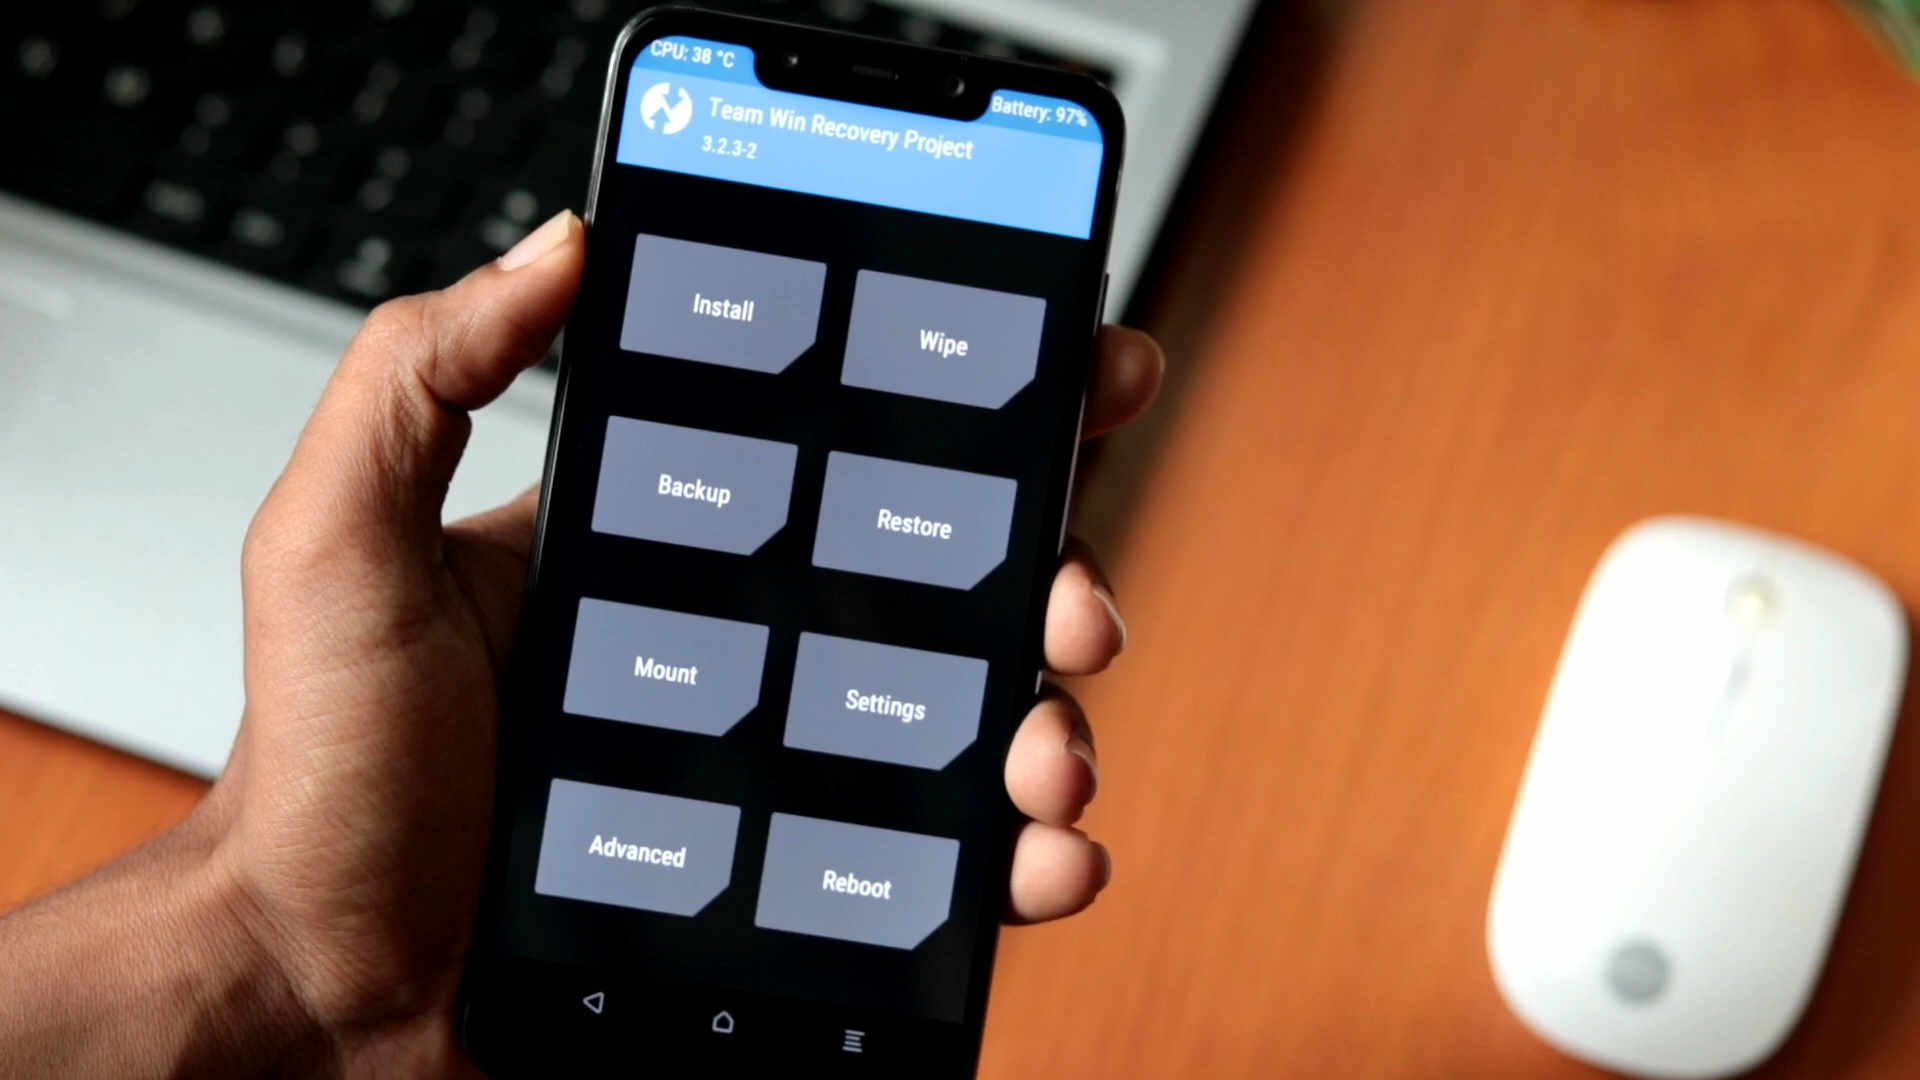 CPU: 38 °C
Battery: 97%
Team Win Recovery Project
3.2.3-2
Install
Wipe
Backup
Restore
Mount
Settings
Advanced
Reboot